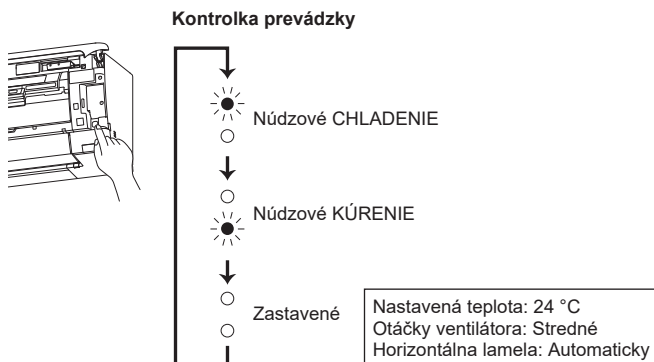 Kontrolka prevádzky
Núdzové CHLADENIE
Núdzové KÚRENIE
Zastavené
Nastavená teplota: 24 °C
Otáčky ventilátora: Stredné
Horizontálna lamela: Automaticky